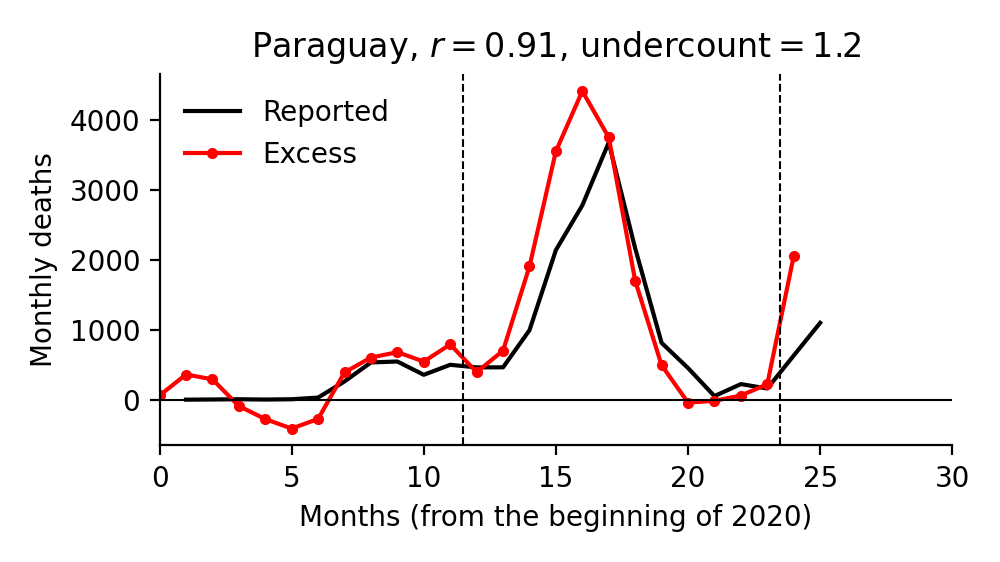 Paraguay, r = 0.91, undercount = 1.2
Reported
Excess
Monthly deaths
4000
3000
2000
1000
0
0 5 10 15 20 25 30
Months (from the beginning of 2020)